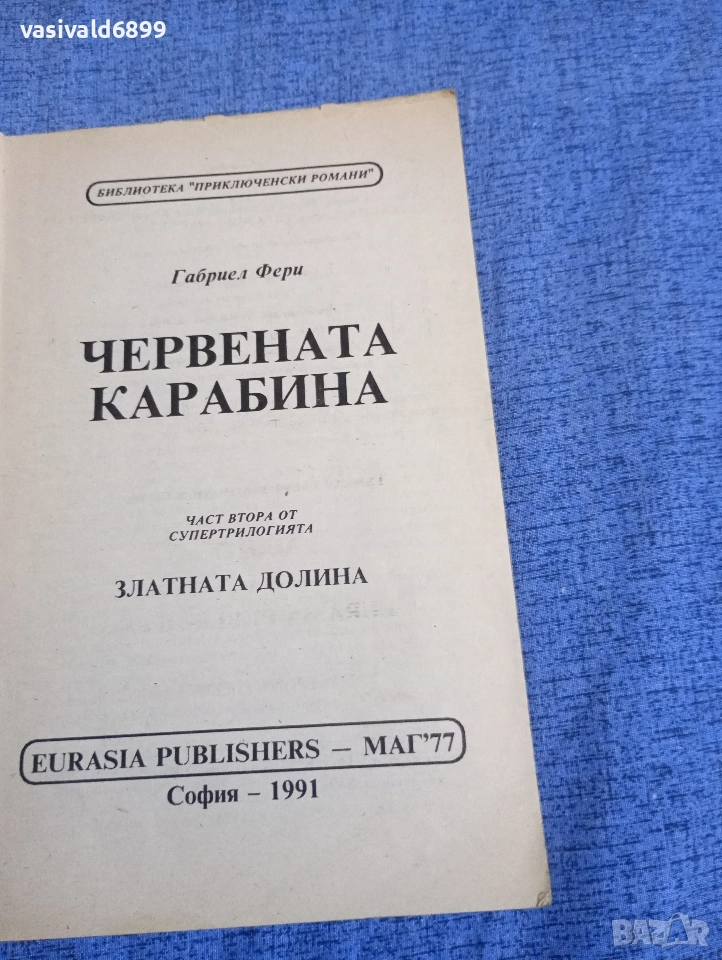 vasivald6899
БИБЛИОТЕКА "ПРИКЛЮЧЕНСКИ РОМАНИ"
Габриел Фери
ЧЕРВЕНАТА
КАРАБИНА
ЧАСТ ВТОРА ОТ
СУПЕРТРИЛОГИЯТА
ЗЛАТНАТА ДОЛИНА
EURASIA PUBLISHERS – МАГ'77
София – 1991
BAZAR